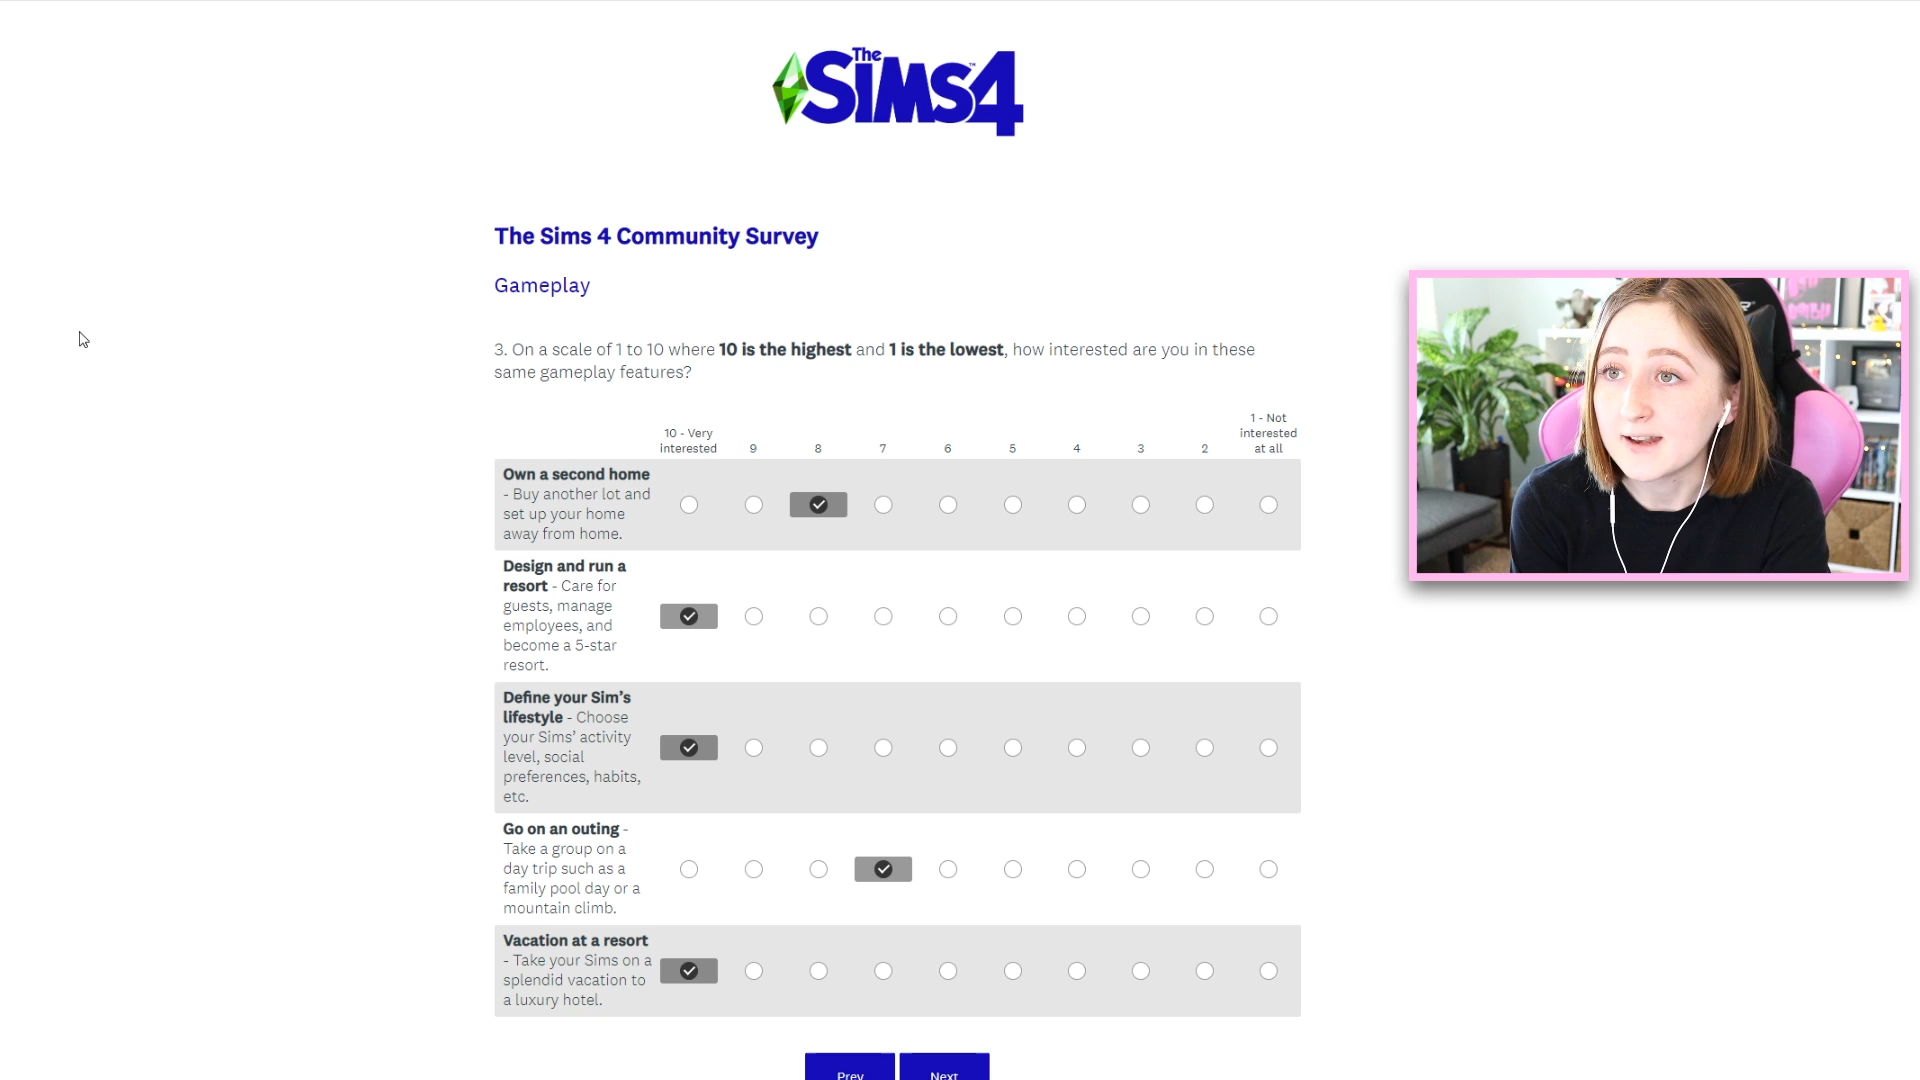 The
SiMS4
The Sims 4 Community Survey
Gameplay
3. On a scale of 1 to 10 where 10 is the highest and 1 is the lowest, how interested are you in these
same gameplay features?
10 - Very
interested
9
8
7
6
5
4
3
2
1 - Not
interested
at all
Own a second home
- Buy another lot and
set up your home
away from home.
Design and run a
resort - Care for
guests, manage
employees, and
become a 5-star
resort.
Define your Sim’s
lifestyle - Choose
your Sims’ activity
level, social
preferences, habits,
etc.
Go on an outing -
Take a group on a
day trip such as a
family pool day or a
mountain climb.
Vacation at a resort
- Take your Sims on a
splendid vacation to
a luxury hotel.
Prev
Next